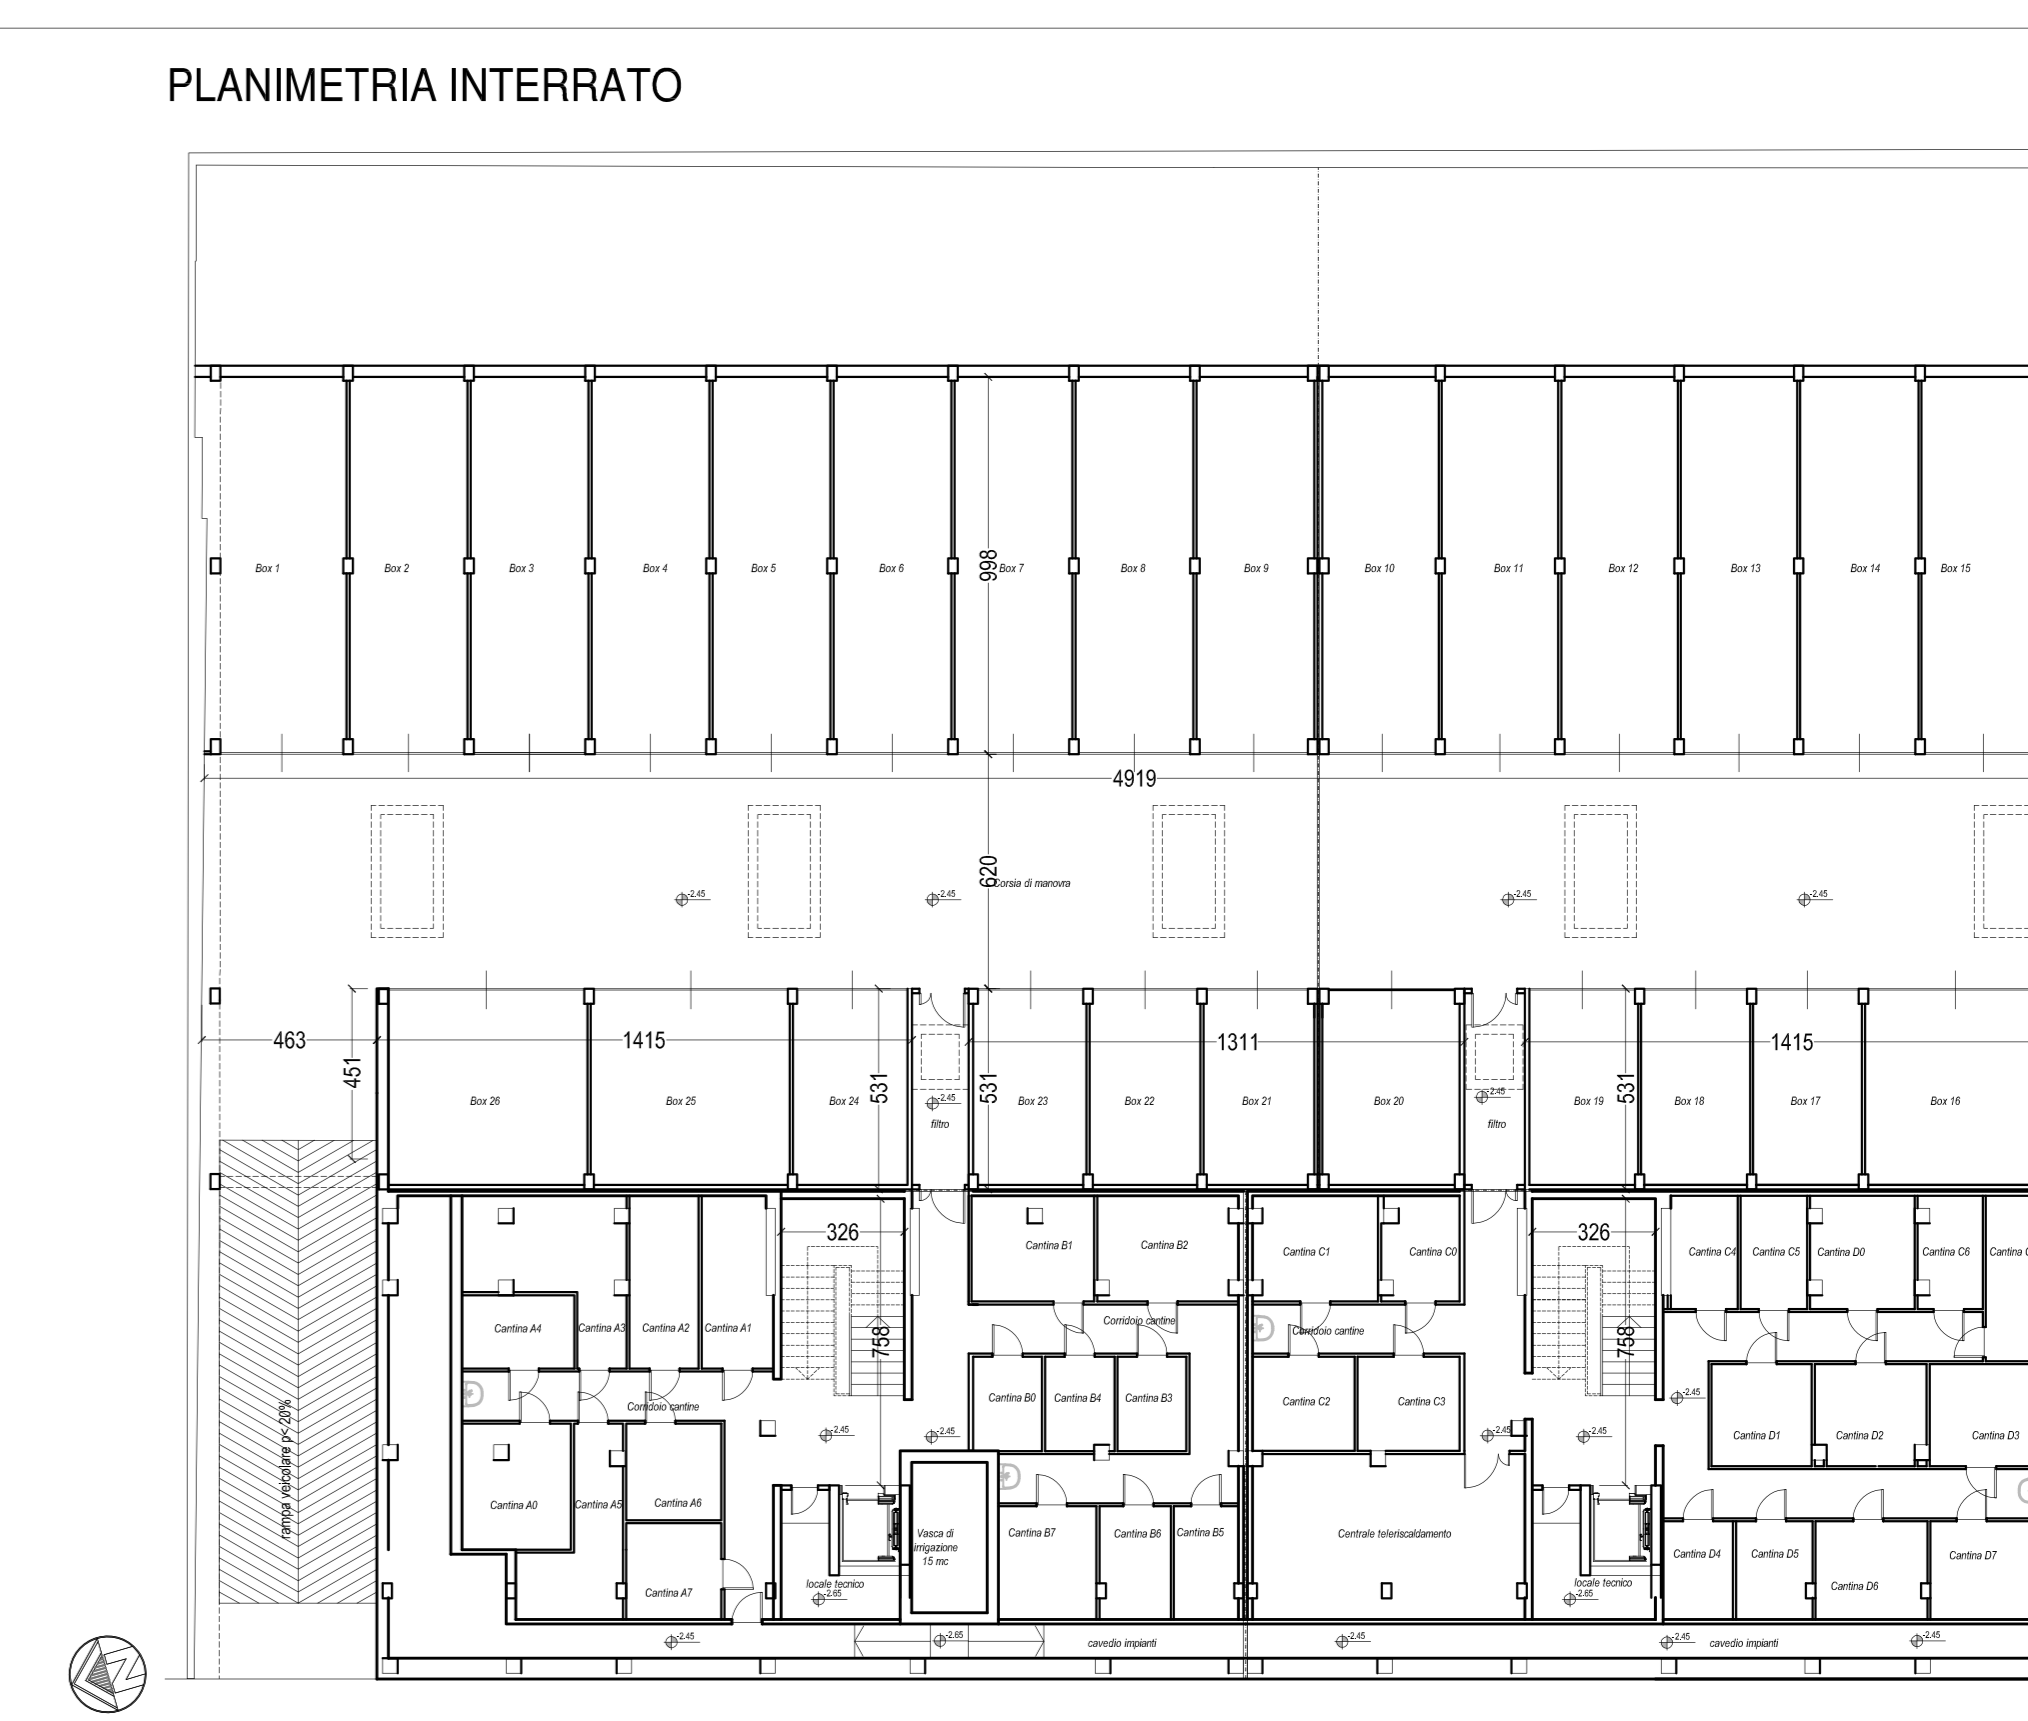 PLANIMETRIA INTERRATO
Box 1
Box 2
Box 3
Box 4
Box 5
Box 6
998
Box 7
Box 8
Box 9
Box 10
Box 11
Box 12
Box 13
Box 14
Box 15
4919
620
Corsia di manovra
-2.45
-2.45
-2.45
-2.45
463
1415
1311
1415
451
531
531
531
Box 26
Box 25
Box 24
-2.45
filtro
Box 23
Box 22
Box 21
Box 20
-2.45
filtro
Box 19
Box 18
Box 17
Box 16
326
326
Cantina B1
Cantina B2
Cantina C1
Cantina C0
Cantina C4
Cantina C5
Cantina D0
Cantina C6
Cantina
Cantina A4
Cantina A3
Cantina A2
Cantina A1
758
Corridoio cantine
Corridoio cantine
758
Corridoio cantine
Cantina B0
Cantina B4
Cantina B3
Cantina C2
Cantina C3
-2.45
-2.45
-2.45
-2.45
-2.45
Cantina D1
Cantina D2
Cantina D3
rampa veicolare p< 20%
Cantina A0
Cantina A5
Cantina A6
Vasca di
irrigazione
15 mc
Cantina B7
Cantina B6
Cantina B5
Centrale teleriscaldamento
Cantina D4
Cantina D5
Cantina D6
Cantina D7
Cantina A7
locale tecnico
-2.65
locale tecnico
-2.65
-2.45
-2.65
cavedio impianti
-2.45
-2.45
cavedio impianti
-2.45
N